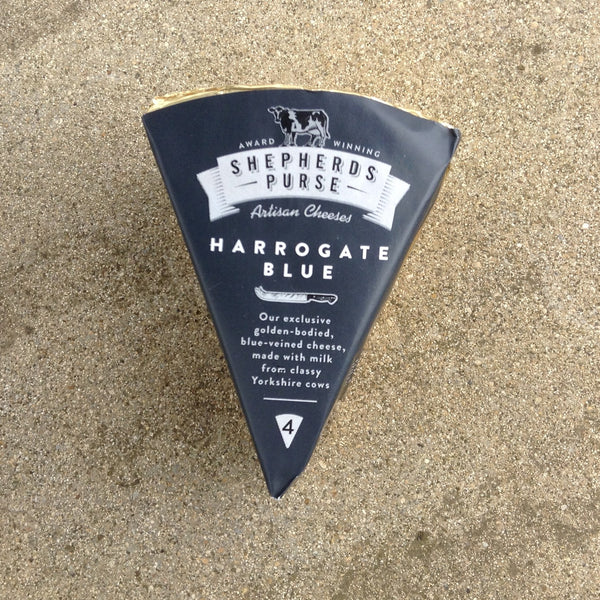 AWARD WINNING
SHEPHERDS
PURSE
Artisan Cheeses
HARROGATE
BLUE
Our exclusive
golden-bodied,
blue-veined cheese,
made with milk
from classy
Yorkshire cows
4